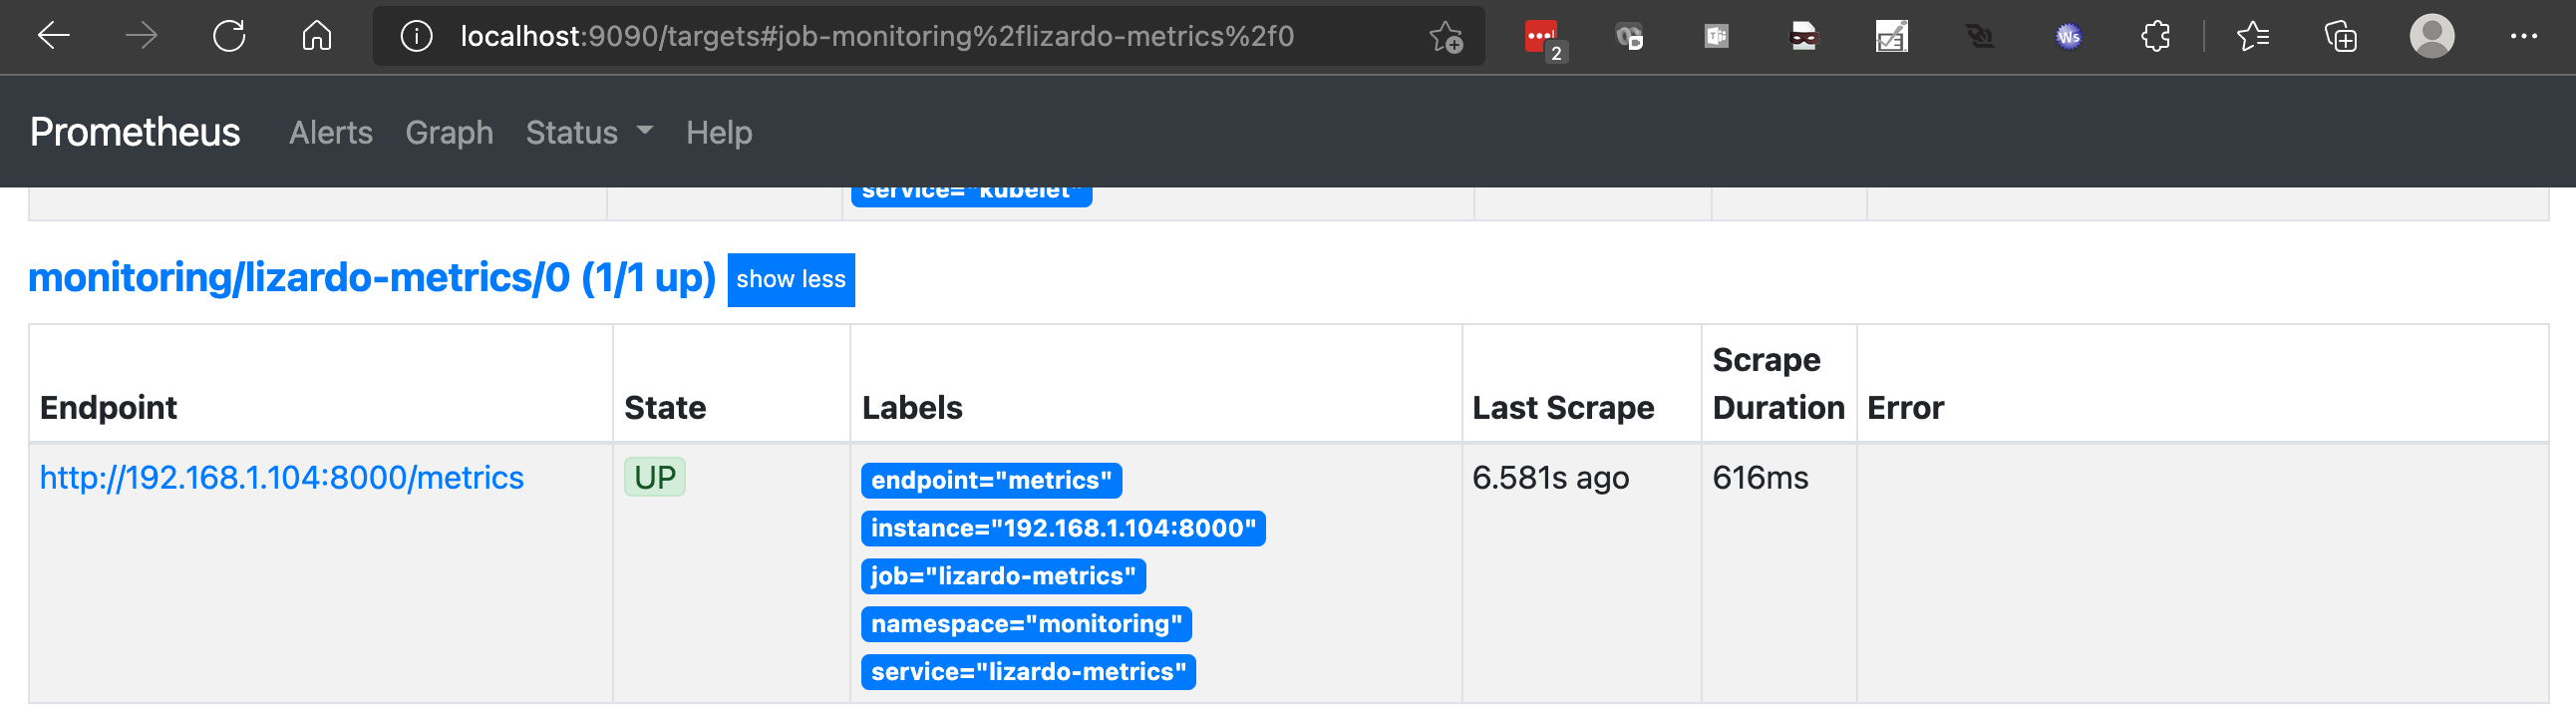 localhost:9090/targets#job-monitoring%2flizardo-metrics%2f0
2
Ws
Prometheus Alerts Graph Status Help
service="kubelet"
monitoring/lizardo-metrics/0 (1/1 up) show less
Endpoint State Labels Last Scrape Scrape Duration Error
http://192.168.1.104:8000/metrics UP endpoint="metrics" 6.581s ago 616ms
instance="192.168.1.104:8000"
job="lizardo-metrics"
namespace="monitoring"
service="lizardo-metrics"